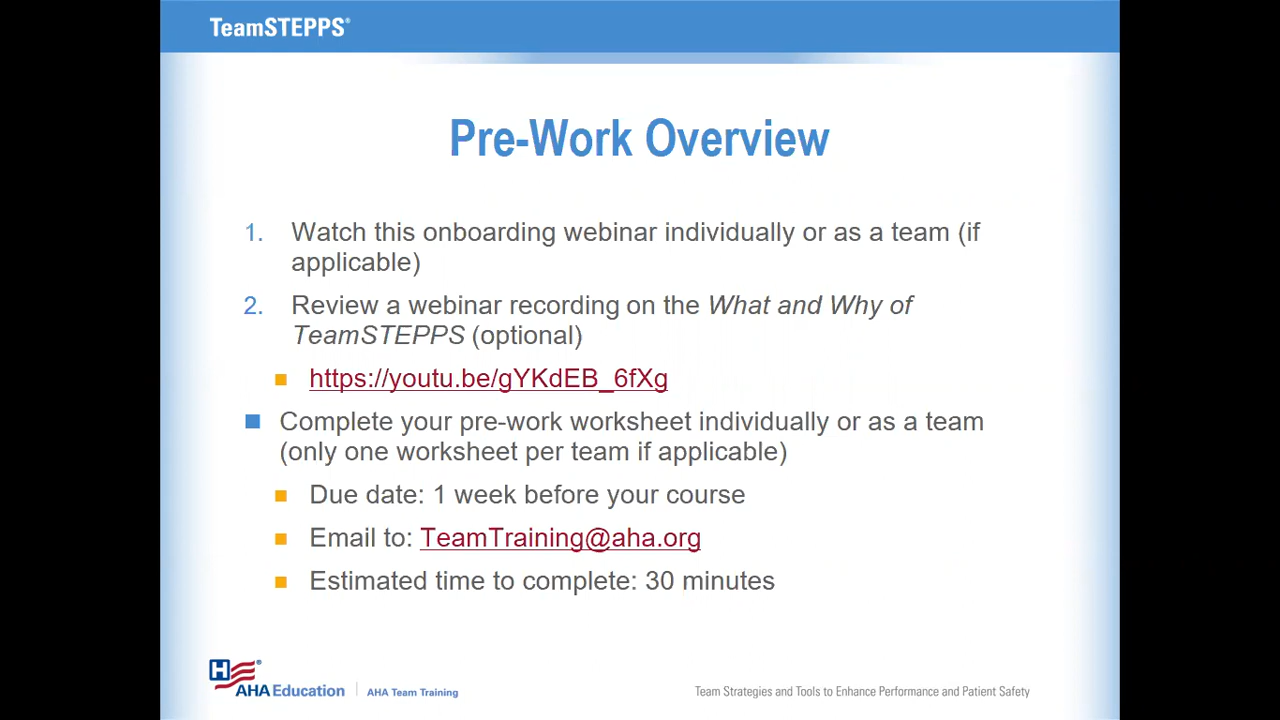 TeamSTEPPS®
Pre-Work Overview
1. Watch this onboarding webinar individually or as a team (if
applicable)
2. Review a webinar recording on the What and Why of
TeamSTEPPS (optional)
https://youtu.be/gYKdEB_6fXg
Complete your pre-work worksheet individually or as a team
(only one worksheet per team if applicable)
Due date: 1 week before your course
Email to: TeamTraining@aha.org
Estimated time to complete: 30 minutes
H®
AHA Education | AHA Team Training
Team Strategies and Tools to Enhance Performance and Patient Safety